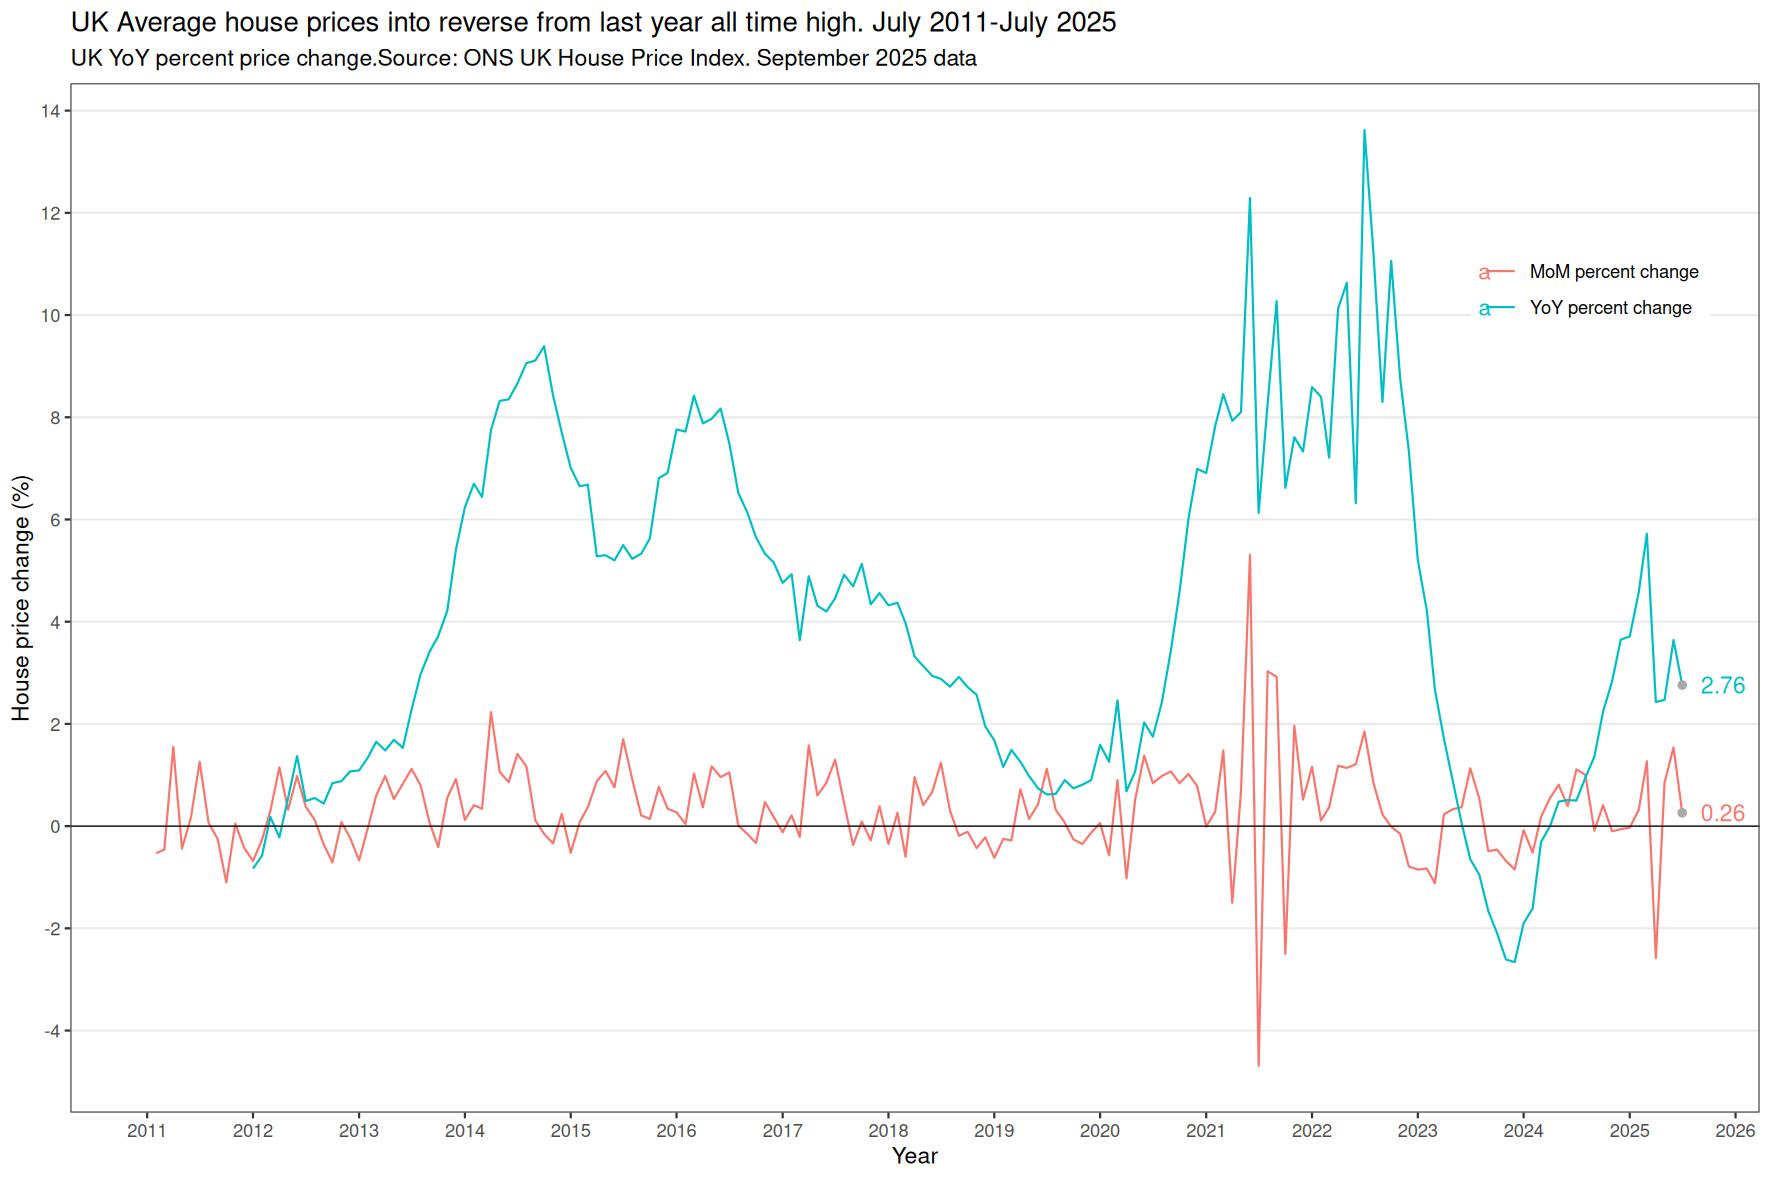 UK Average house prices into reverse from last year all time high. July 2011-July 2025
UK YoY percent price change.Source: ONS UK House Price Index. September 2025 data
14
12
a MoM percent change
a YoY percent change
10
8
6
4
2
0
-2
-4
2.76
0.26
House price change (%)
2011 2012 2013 2014 2015 2016 2017 2018 2019 2020 2021 2022 2023 2024 2025 2026
Year